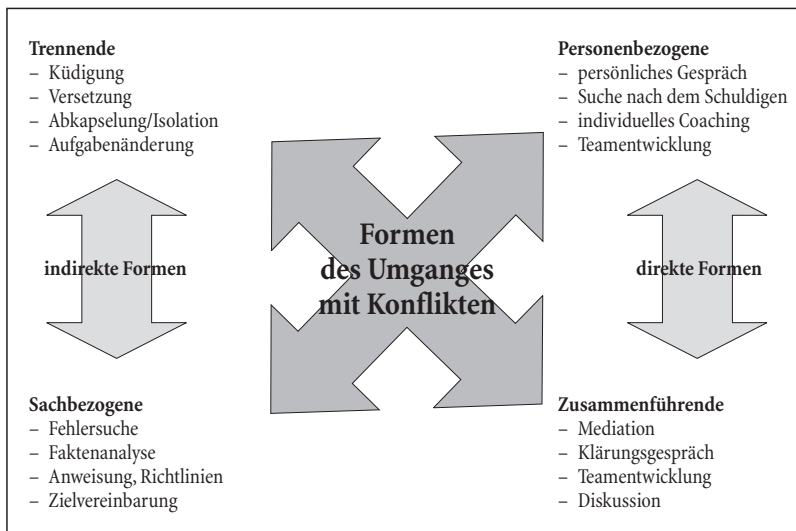 Trennende
– Küdigung
– Versetzung
– Abkapselung/Isolation
– Aufgabenänderung
Personenbezogene
– persönliches Gespräch
– Suche nach dem Schuldigen
– individuelles Coaching
– Teamentwicklung
indirekte Formen
Formen
des Umganges
mit Konflikten
direkte Formen
Sachbezogene
– Fehlersuche
– Faktenanalyse
– Anweisung, Richtlinien
– Zielvereinbarung
Zusammenführende
– Mediation
– Klärungsgespräch
– Teamentwicklung
– Diskussion